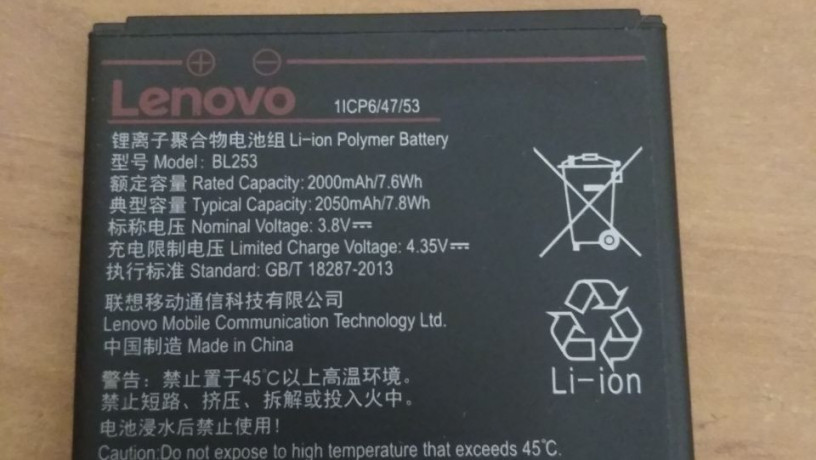 Lenovo 1ICP6/47/53
锂离子聚合物电池组 Li-ion Polymer Battery
型号 Model: BL253
额定容量 Rated Capacity: 2000mAh/7.6Wh
典型容量 Typical Capacity: 2050mAh/7.8Wh
标称电压 Nominal Voltage: 3.8V
充电限制电压 Limited Charge Voltage: 4.35V
执行标准 Standard: GB/T 18287-2013
联想移动通信科技有限公司
Lenovo Mobile Communication Technology Ltd.
中国制造 Made in China
Li-ion
警告: 禁止置于45℃以上高温环境。
禁止短路、挤压、拆解或投入火中。
电池浸水后禁止使用!
Caution:Do not expose to high temperature that exceeds 45℃.